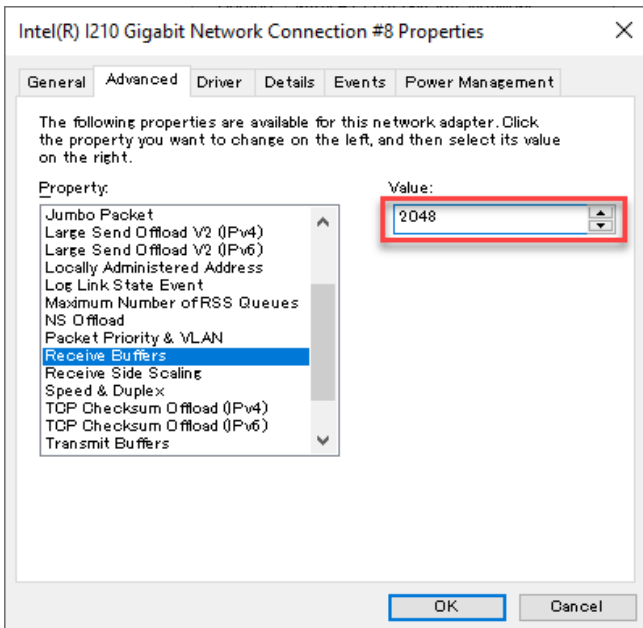 Intel(R) I210 Gigabit Network Connection #8 Properties
General Advanced Driver Details Events Power Management
The following properties are available for this network adapter. Click
the property you want to change on the left, and then select its value
on the right.
Property: Value:
Jumbo Packet 2048
Large Send Offload V2 (IPv4)
Large Send Offload V2 (IPv6)
Locally Administered Address
Log Link State Event
Maximum Number of RSS Queues
NS Offload
Packet Priority & VLAN
Receive Buffers
Receive Side Scaling
Speed & Duplex
TCP Checksum Offload (IPv4)
TCP Checksum Offload (IPv6)
Transmit Buffers
OK Cancel